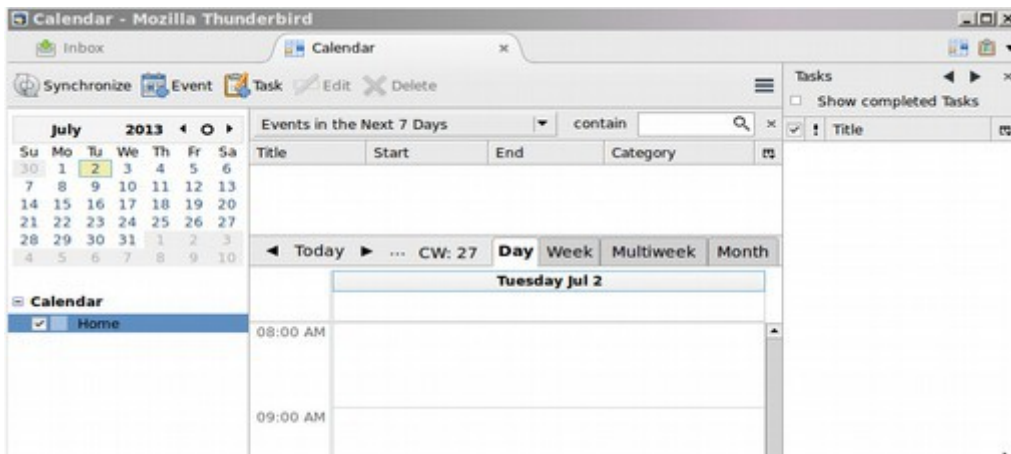 Calendar - Mozilla Thunderbird
Inbox
Calendar
Synchronize Event Task Edit Delete
July 2013
Su Mo Tu We Th Fr Sa
30 1 2 3 4 5 6
7 8 9 10 11 12 13
14 15 16 17 18 19 20
21 22 23 24 25 26 27
28 29 30 31 1 2 3
4 5 6 7 8 9 10
Calendar
Home
Events in the Next 7 Days contain
Title Start End Category
Today ... CW: 27 Day Week Multiweek Month
Tuesday Jul 2
08:00 AM
09:00 AM
Tasks
Show completed Tasks
! Title